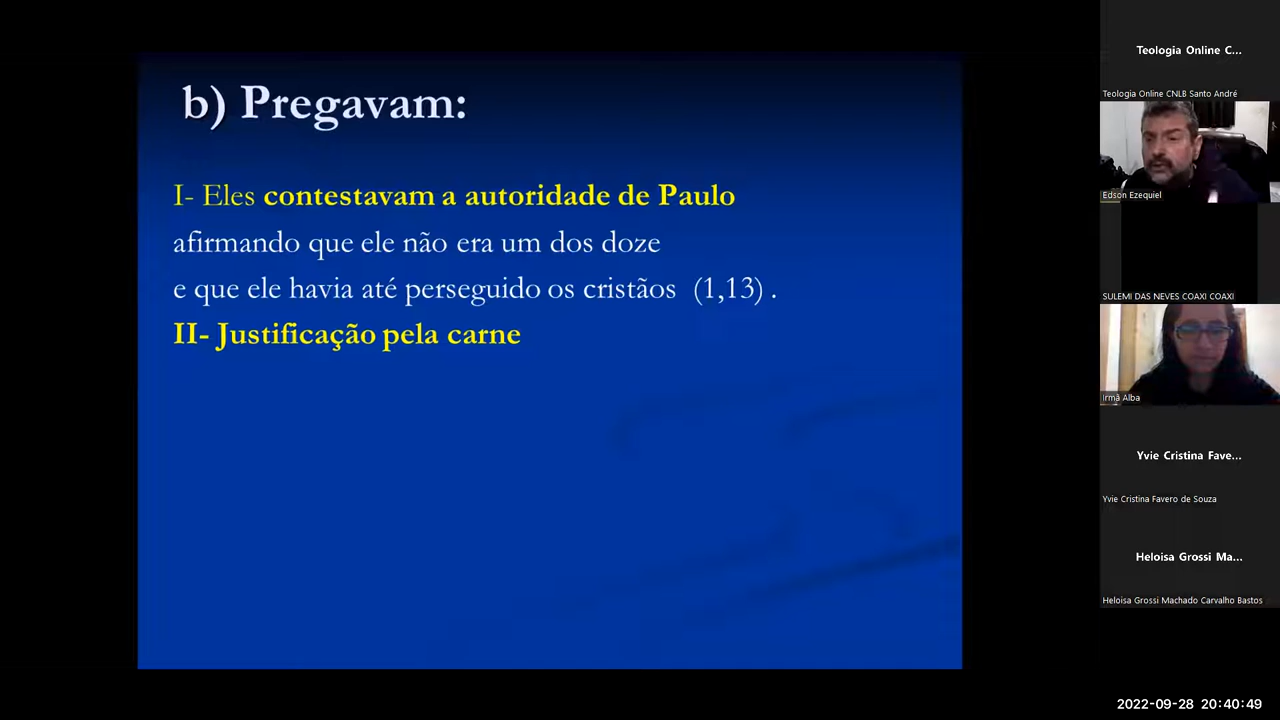 b) Pregavam:
I- Eles contestavam a autoridade de Paulo
afirmando que ele não era um dos doze
e que ele havia até perseguido os cristãos (1,13) .
II- Justificação pela carne
Teologia Online C...
Teologia Online CNLB Santo André
Edson Ezequiel
SULEMI DAS NEVES COAXI COAXI
Irmã Alba
Yvie Cristina Fave...
Yvie Cristina Favero de Souza
Heloisa Grossi Ma...
Heloisa Grossi Machado Carvalho Bastos
2022-09-28 20:40:49